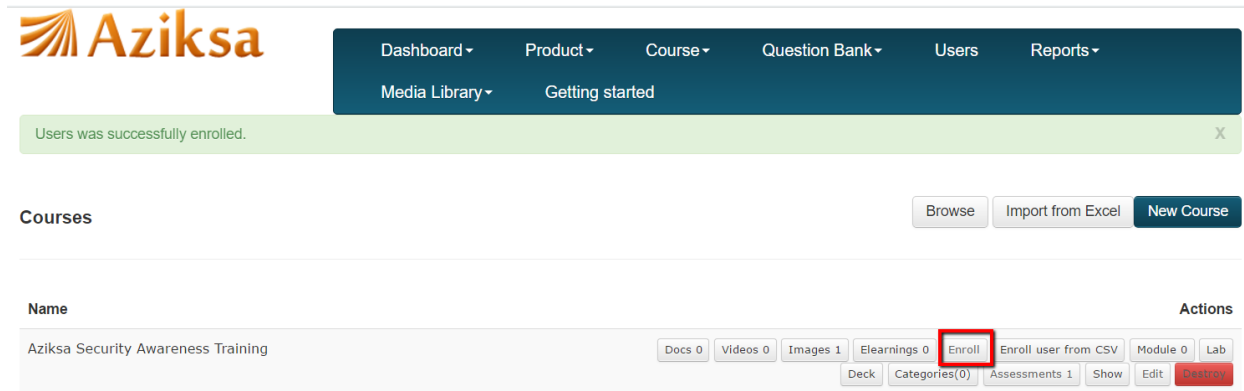 Aziksa
Dashboard Product Course Question Bank Users Reports
Media Library Getting started
Users was successfully enrolled. X
Courses Browse Import from Excel New Course
Name Actions
Aziksa Security Awareness Training Docs 0 Videos 0 Images 1 Elearnings 0 Enroll Enroll user from CSV Module 0 Lab
Deck Categories(0) Assessments 1 Show Edit Destroy